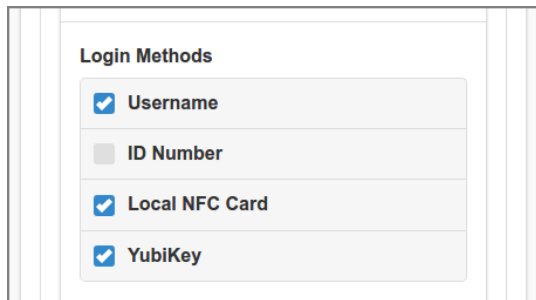 Login Methods
Username
ID Number
Local NFC Card
YubiKey